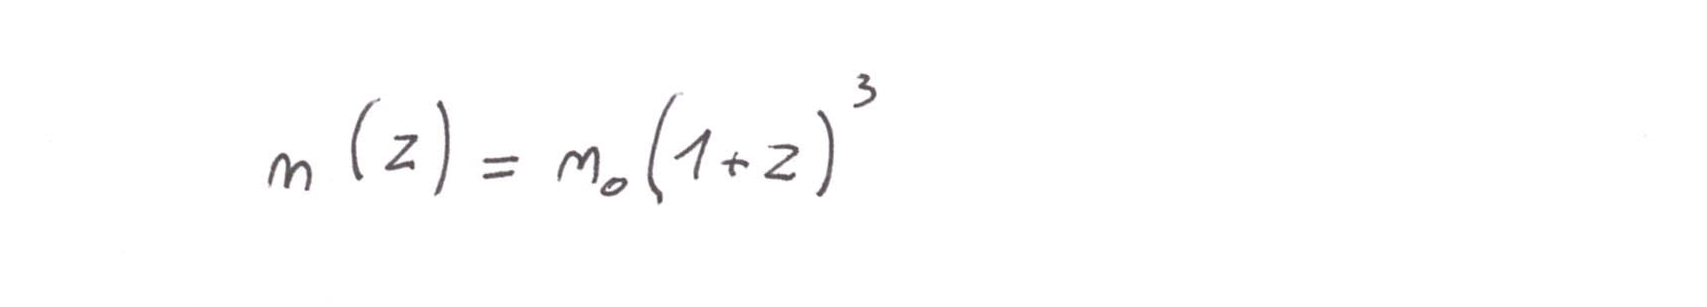 n(z) = n₀(1+z)³